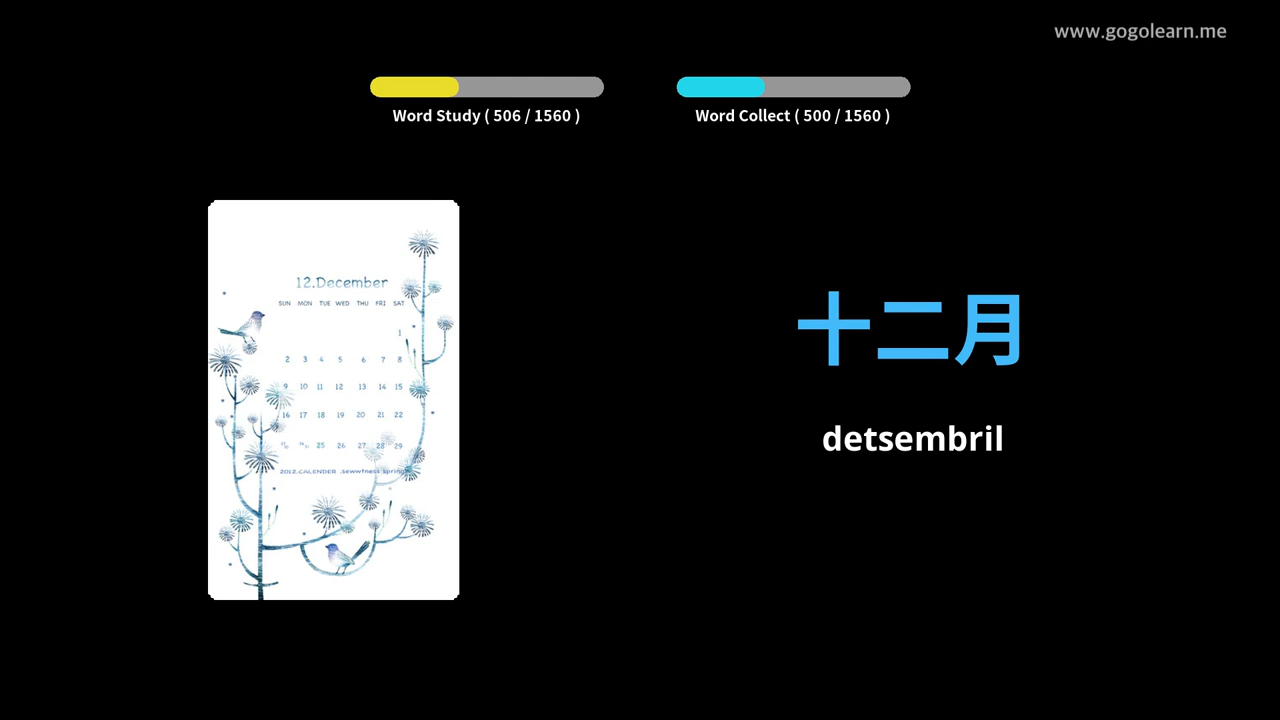 www.gogolearn.me
Word Study ( 506 / 1560 )
Word Collect ( 500 / 1560 )
12.December
SUN MON TUE WED THU FRI SAT
1
2 3 4 5 6 7 8
9 10 11 12 13 14 15
16 17 18 19 20 21 22
25 26 27 28 29
2012.CALENDER
十二月
detsembril